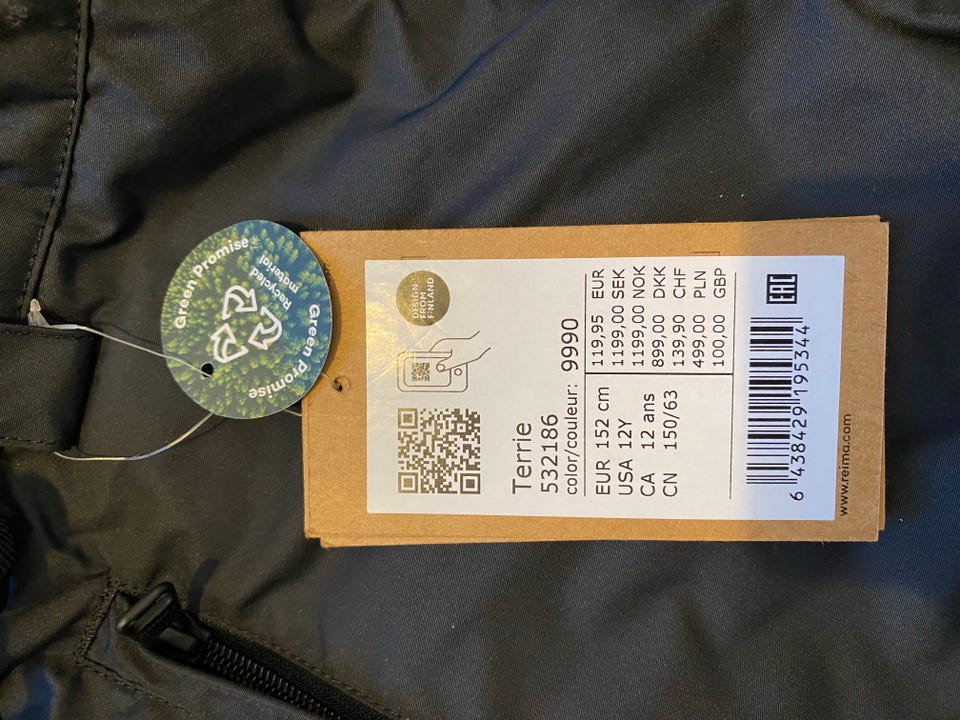 Green Promise
Recycled
material
Green Promise
DESIGN
FROM
FINLAND
Terrie
532186
color/couleur: 9990
EUR 152 cm
USA 12Y
CA 12 ans
CN 150/63
119,95 EUR
1199,00 SEK
1199,00 NOK
899,00 DKK
139,90 CHF
499,00 PLN
100,00 GBP
EAC
6 438429 195344
www.reima.com